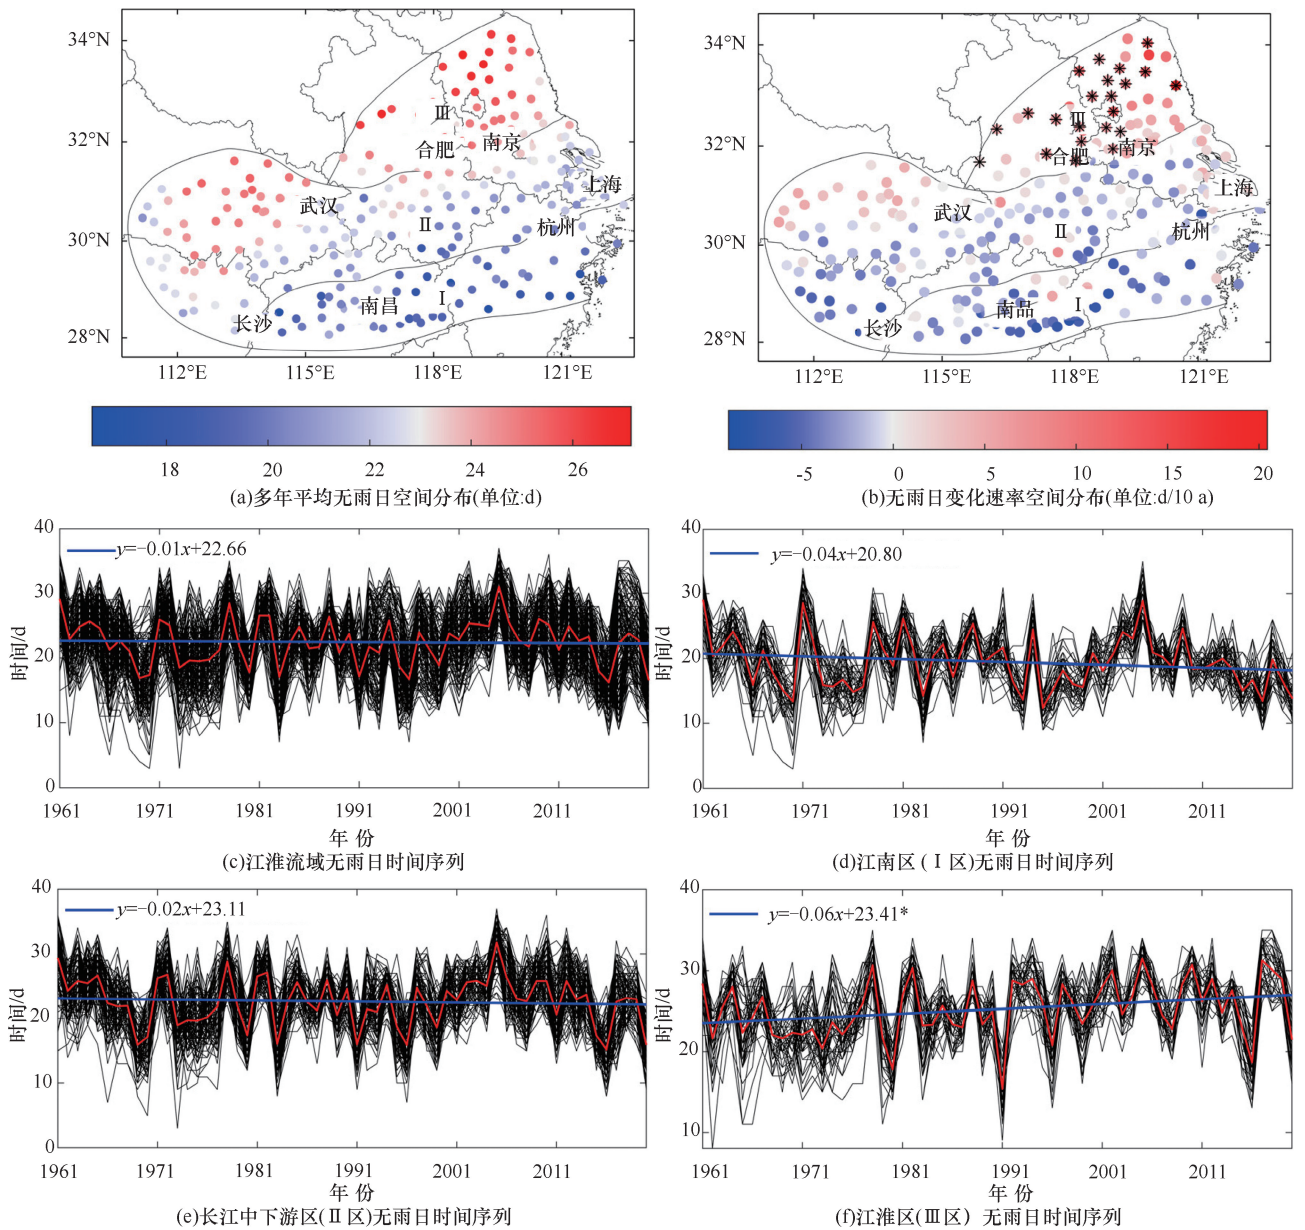 34°N
32°N
30°N
28°N
112°E 115°E 118°E 121°E
Ⅲ
合肥 南京
上海
武汉
Ⅱ
杭州
Ⅰ
南昌
长沙
18 20 22 24 26
(a)多年平均无雨日空间分布(单位:d)
34°N
32°N
30°N
28°N
112°E 115°E 118°E 121°E
Ⅲ
合肥 南京
上海
武汉
Ⅱ
杭州
Ⅰ
南品
长沙
-5 0 5 10 15 20
(b)无雨日变化速率空间分布(单位:d/10 a)
40
30
20
10
0
时间/d
y=−0.01x+22.66
1961 1971 1981 1991 2001 2011
年 份
(c)江淮流域无雨日时间序列
40
30
20
10
0
时间/d
y=−0.04x+20.80
1961 1971 1981 1991 2001 2011
年 份
(d)江南区 (Ⅰ区)无雨日时间序列
40
30
20
10
0
时间/d
y=−0.02x+23.11
1961 1971 1981 1991 2001 2011
年 份
(e)长江中下游区(Ⅱ区)无雨日时间序列
40
30
20
10
时间/d
y=−0.06x+23.41*
1961 1971 1981 1991 2001 2011
年 份
(f)江淮区(Ⅲ区) 无雨日时间序列